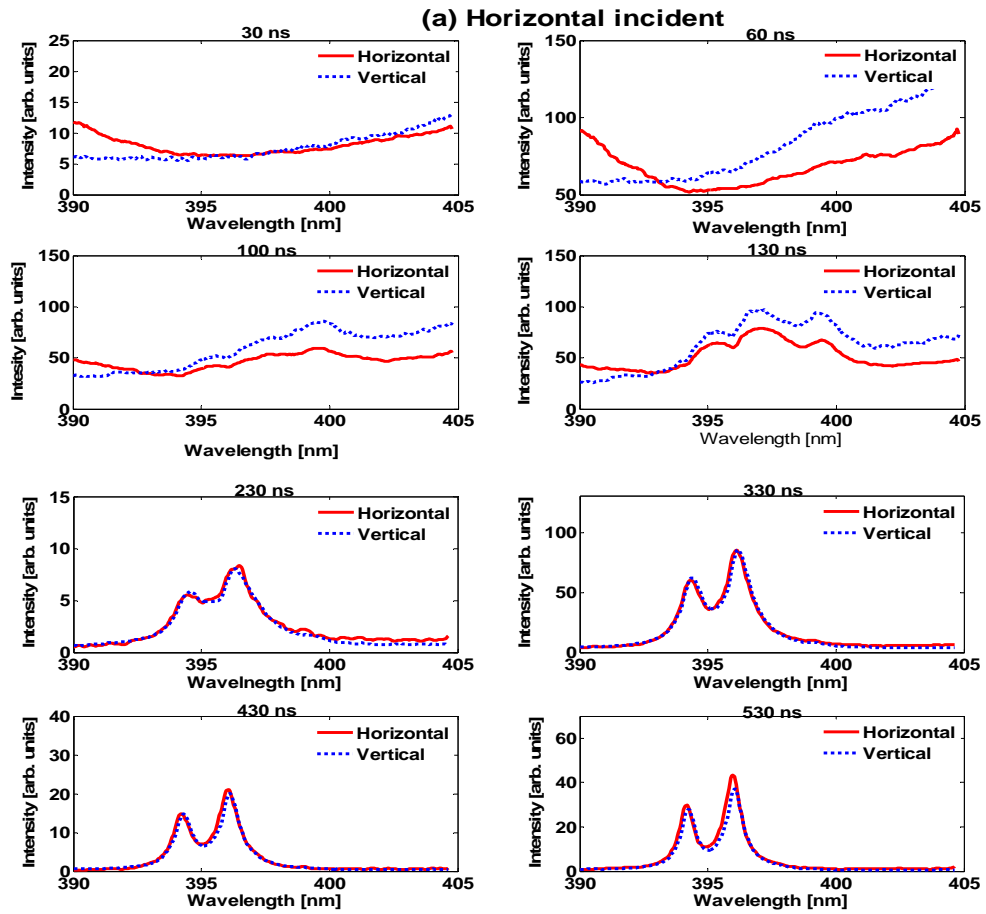 (a) Horizontal incident
30 ns
Intensity [arb. units]
25
20
15
10
5
0
Horizontal
Vertical
390
395
400
405
Wavelength [nm]
60 ns
Intensity [arb. units]
150
100
50
Horizontal
Vertical
390
395
400
405
Wavelength [nm]
100 ns
Intesity [arb. units]
150
100
50
0
Horizontal
Vertical
390
395
400
405
Wavelength [nm]
130 ns
Intensity [arb. units]
150
100
50
0
Horizontal
Vertical
390
395
400
405
Wavelength [nm]
230 ns
Intensity [arb. units]
15
10
5
0
Horizontal
Vertical
390
395
400
405
Wavelnegth [nm]
330 ns
Intensity [arb. units]
100
50
0
Horizontal
Vertical
390
395
400
405
Wavelength [nm]
430 ns
Intensity [arb. units]
40
30
20
10
0
Horizontal
Vertical
390
395
400
405
Wavelength [nm]
530 ns
Intensity [arb. units]
60
40
20
0
Horizontal
Vertical
390
395
400
405
Wavelength [nm]